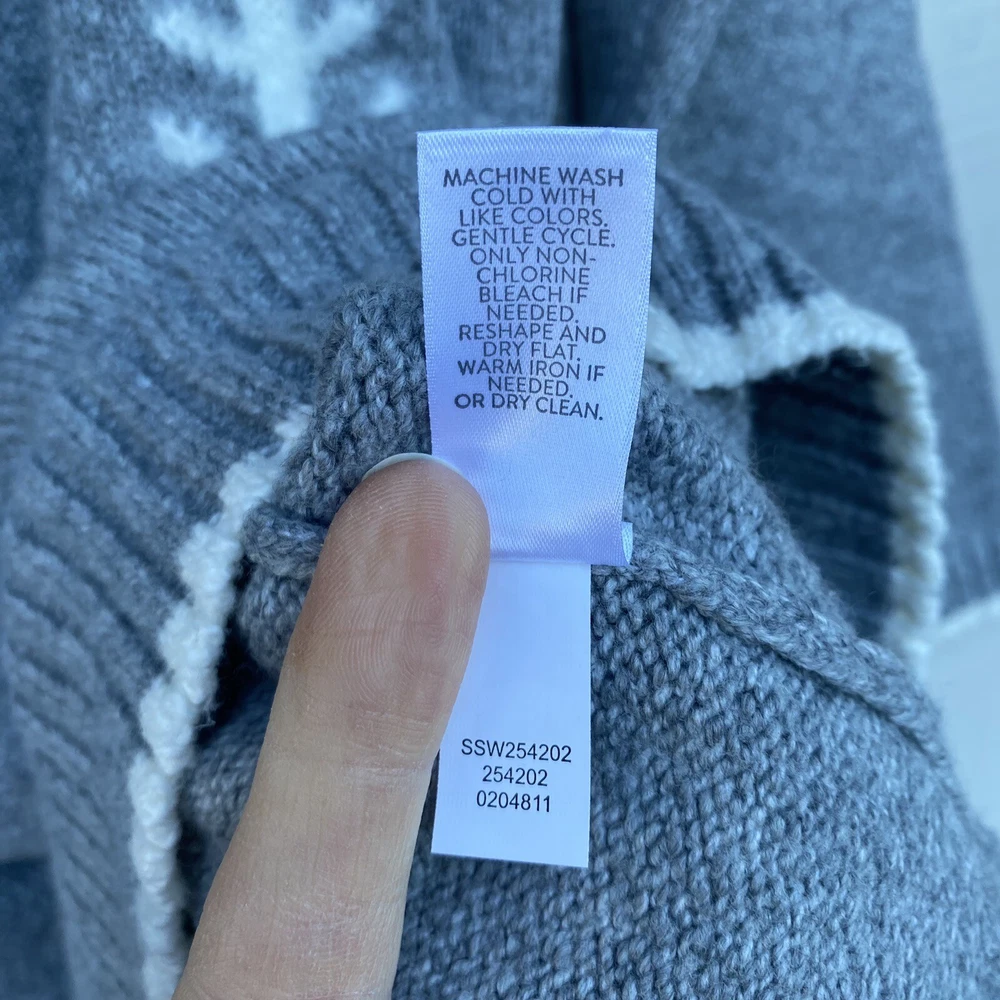 MACHINE WASH
COLD WITH
LIKE COLORS.
GENTLE CYCLE.
ONLY NON-
CHLORINE
BLEACH IF
NEEDED.
RESHAPE AND
DRY FLAT.
WARM IRON IF
NEEDED.
OR DRY CLEAN.
SSW254202
254202
0204811